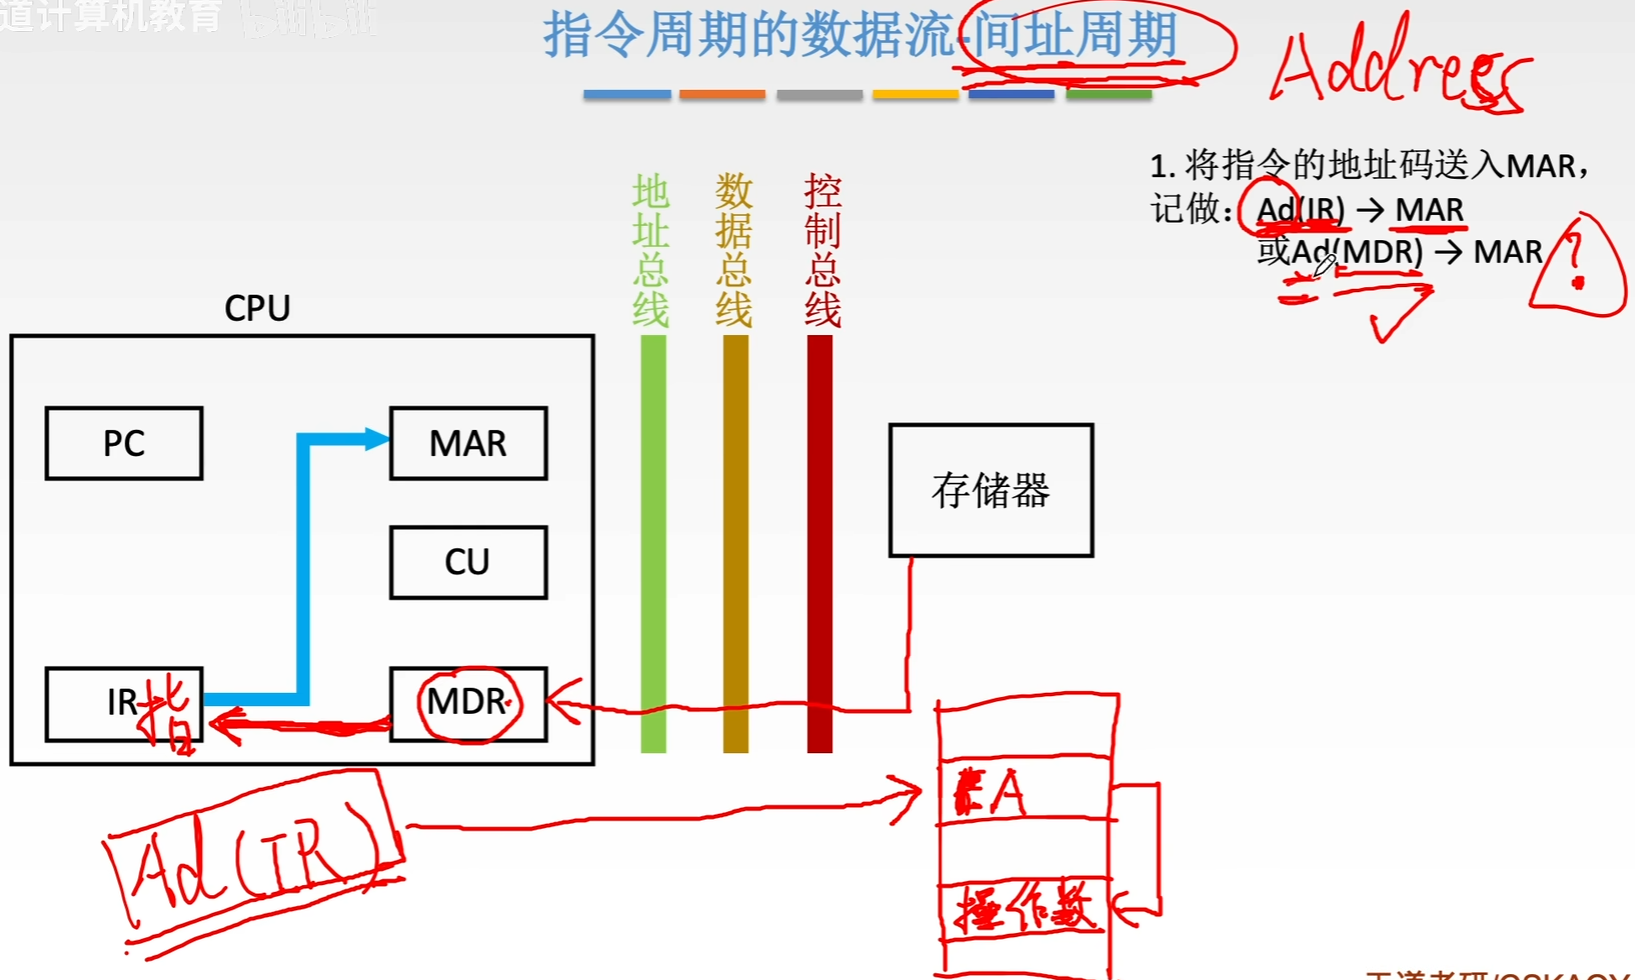 道计算机教育 bilibili
指令周期的数据流-间址周期
Address
1. 将指令的地址码送入MAR，
记做：Ad(IR) → MAR
或Ad(MDR) → MAR
?
地址总线
数据总线
控制总线
CPU
PC
MAR
CU
IR
指
MDR
存储器
EA
操作数
Ad(IR)